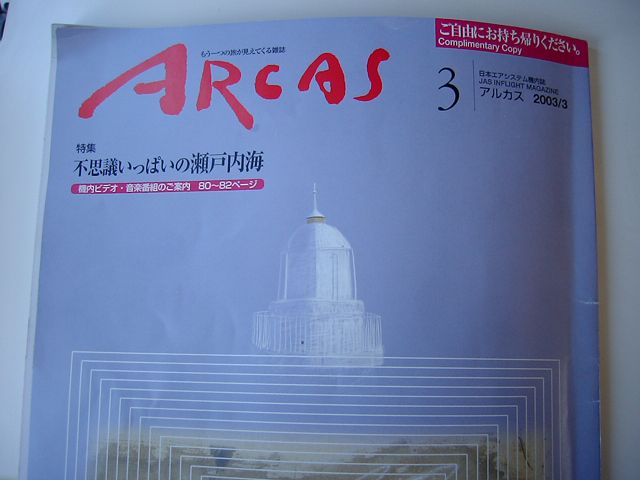 ご自由にお持ち帰りください。
Complimentary Copy
もう一つの旅が見えてくる雑誌
ARCAS
3
日本エアシステム機内誌
JAS INFLIGHT MAGAZINE
アルカス 2003/3
特集
不思議いっぱいの瀬戸内海
機内ビデオ・音楽番組のご案内 80〜82ページ